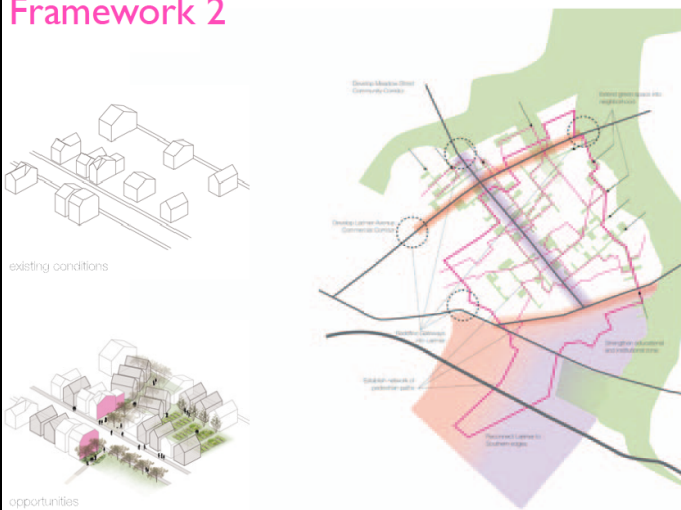 Framework 2
Develop Meadow Street
Community Corridor
Extend green space into
neighborhood
existing conditions
Develop Larimer Avenue
Commercial Corridor
Redefine Gateways
into Larimer
Strengthen educational
and institutional
Establish network of
pedestrian paths
Reconnect Larimer to
Southern edges
opportunities